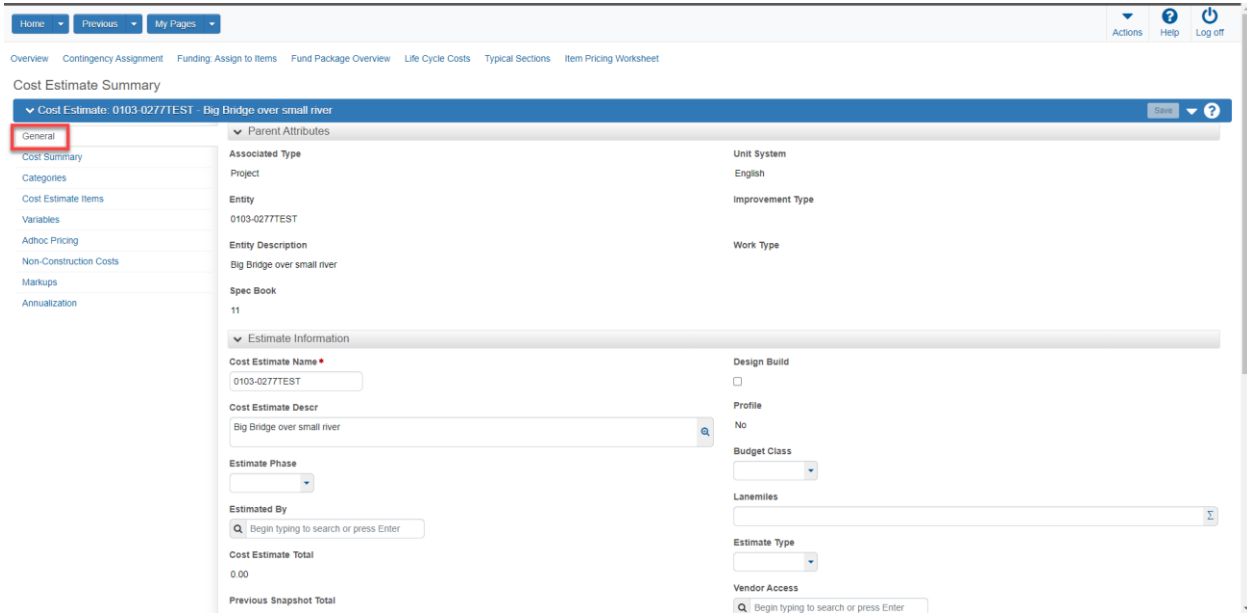 Home Previous My Pages Actions Help Log off
Overview Contingency Assignment Funding: Assign to Items Fund Package Overview Life Cycle Costs Typical Sections Item Pricing Worksheet
Cost Estimate Summary
Cost Estimate: 0103-0277TEST - Big Bridge over small river Save
General
Cost Summary
Categories
Cost Estimate Items
Variables
Adhoc Pricing
Non-Construction Costs
Markups
Annualization
Parent Attributes
Associated Type
Project
Entity
0103-0277TEST
Entity Description
Big Bridge over small river
Spec Book
11
Unit System
English
Improvement Type
Work Type
Estimate Information
Cost Estimate Name *
0103-0277TEST
Cost Estimate Descr
Big Bridge over small river
Estimate Phase
Estimated By
Begin typing to search or press Enter
Cost Estimate Total
0.00
Previous Snapshot Total
Design Build
Profile
No
Budget Class
Lanemiles
Σ
Estimate Type
Vendor Access
Begin typing to search or press Enter